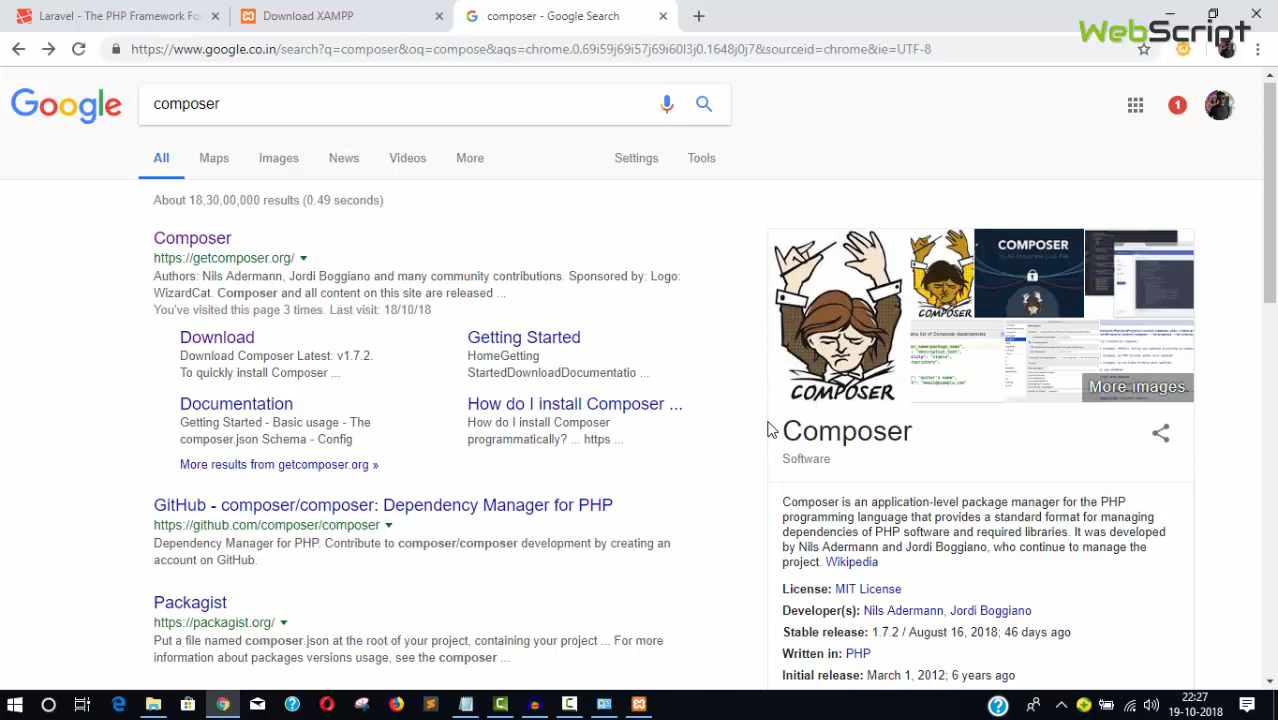 Laravel - The PHP Framework Fo
Download XAMPP
composer - Google Search
WebScript
https://www.google.co.in/search?q=composer&oq=compose&aqs=chrome.0.69i59j69i57j69i60l3j0.1648j0j7&sourceid=chrome&ie=UTF-8
Google
composer
1
All Maps Images News Videos More Settings Tools
About 18,30,00,000 results (0.49 seconds)
Composer
https://getcomposer.org/
Authors: Nils Adermann, Jordi Boggiano and many community contributions. Sponsored by: Logo:
WizardCat. Composer and all content on this site are released ...
You've visited this page 3 times. Last visit: 18/10/18
Download
Download Composer Latest: v1.7.2 ...
To quickly install Composer
Getting Started
HomeGetting
StartedDownloadDocumentatio ...
Documentation
Getting Started - Basic usage - The
composer.json Schema - Config
How do I install Composer ...
How do I install Composer
programmatically? ... https ...
More results from getcomposer.org »
GitHub - composer/composer: Dependency Manager for PHP
https://github.com/composer/composer
Dependency Manager for PHP. Contribute to composer/composer development by creating an
account on GitHub.
Packagist
https://packagist.org/
Put a file named composer.json at the root of your project, containing your project ... For more
information about packages versions usage, see the composer ...
COMPOSER
COMPOSER
COMPOSER
More images
Composer
Software
Composer is an application-level package manager for the PHP
programming language that provides a standard format for managing
dependencies of PHP software and required libraries. It was developed
by Nils Adermann and Jordi Boggiano, who continue to manage the
project. Wikipedia
License: MIT License
Developer(s): Nils Adermann, Jordi Boggiano
Stable release: 1.7.2 / August 16, 2018; 46 days ago
Written in: PHP
Initial release: March 1, 2012; 6 years ago
22:27
19-10-2018